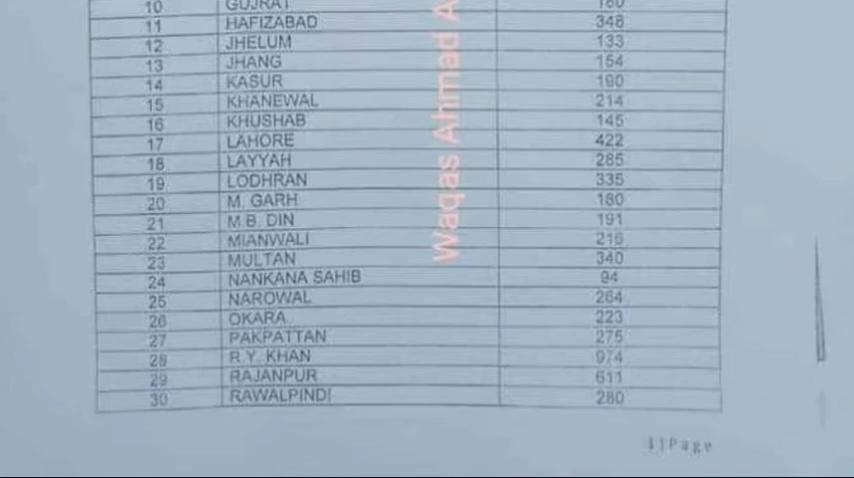 10 GUJRAT 180
11 HAFIZABAD 348
12 JHELUM 133
13 JHANG 154
14 KASUR 190
15 KHANEWAL 214
16 KHUSHAB 145
17 LAHORE 422
18 LAYYAH 285
19 LODHRAN 335
20 M. GARH 180
21 M.B. DIN 191
22 MIANWALI 216
23 MULTAN 340
24 NANKANA SAHIB 94
25 NAROWAL 264
26 OKARA 223
27 PAKPATTAN 275
28 R.Y. KHAN 974
29 RAJANPUR 611
30 RAWALPINDI 280
Waqas Ahmad A
1 | Page